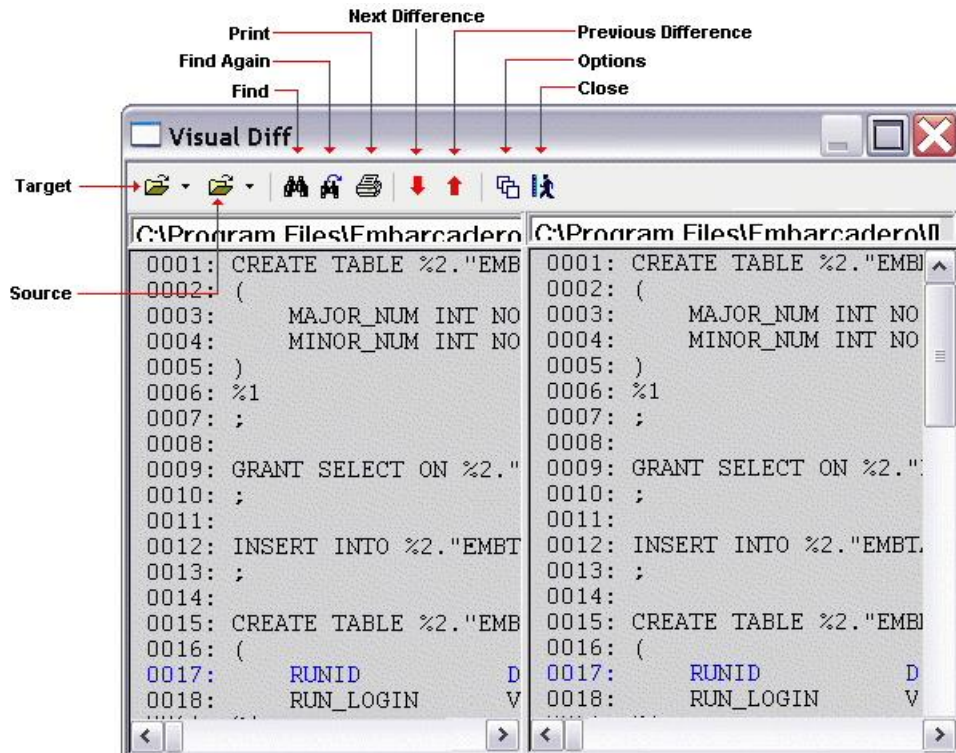 Next Difference
Print
Previous Difference
Find Again
Options
Find
Close
Visual Diff
Target
Source
C:\Program Files\Embarcadero
0001: CREATE TABLE %2."EMB
0002: (
0003:     MAJOR_NUM INT NO
0004:     MINOR_NUM INT NO
0005: )
0006: %1
0007: ;
0008:
0009: GRANT SELECT ON %2."
0010: ;
0011:
0012: INSERT INTO %2."EMBT
0013: ;
0014:
0015: CREATE TABLE %2."EMB
0016: (
0017:     RUNID          D
0018:     RUN_LOGIN      V
C:\Program Files\Embarcadero\
0001: CREATE TABLE %2."EMB
0002: (
0003:     MAJOR_NUM INT NO
0004:     MINOR_NUM INT NO
0005: )
0006: %1
0007: ;
0008:
0009: GRANT SELECT ON %2."
0010: ;
0011:
0012: INSERT INTO %2."EMBT
0013: ;
0014:
0015: CREATE TABLE %2."EMB
0016: (
0017:     RUNID          D
0018:     RUN_LOGIN      V